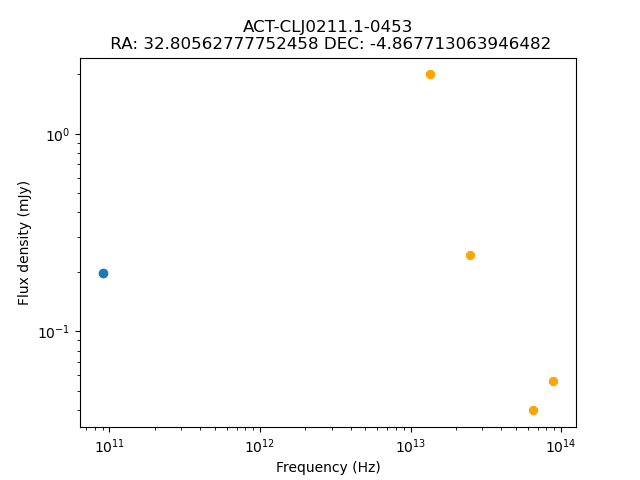 ACT-CLJ0211.1-0453
RA: 32.80562777752458 DEC: -4.867713063946482
Flux density (mJy)
10⁰
10⁻¹
10¹¹ 10¹² 10¹³ 10¹⁴
Frequency (Hz)